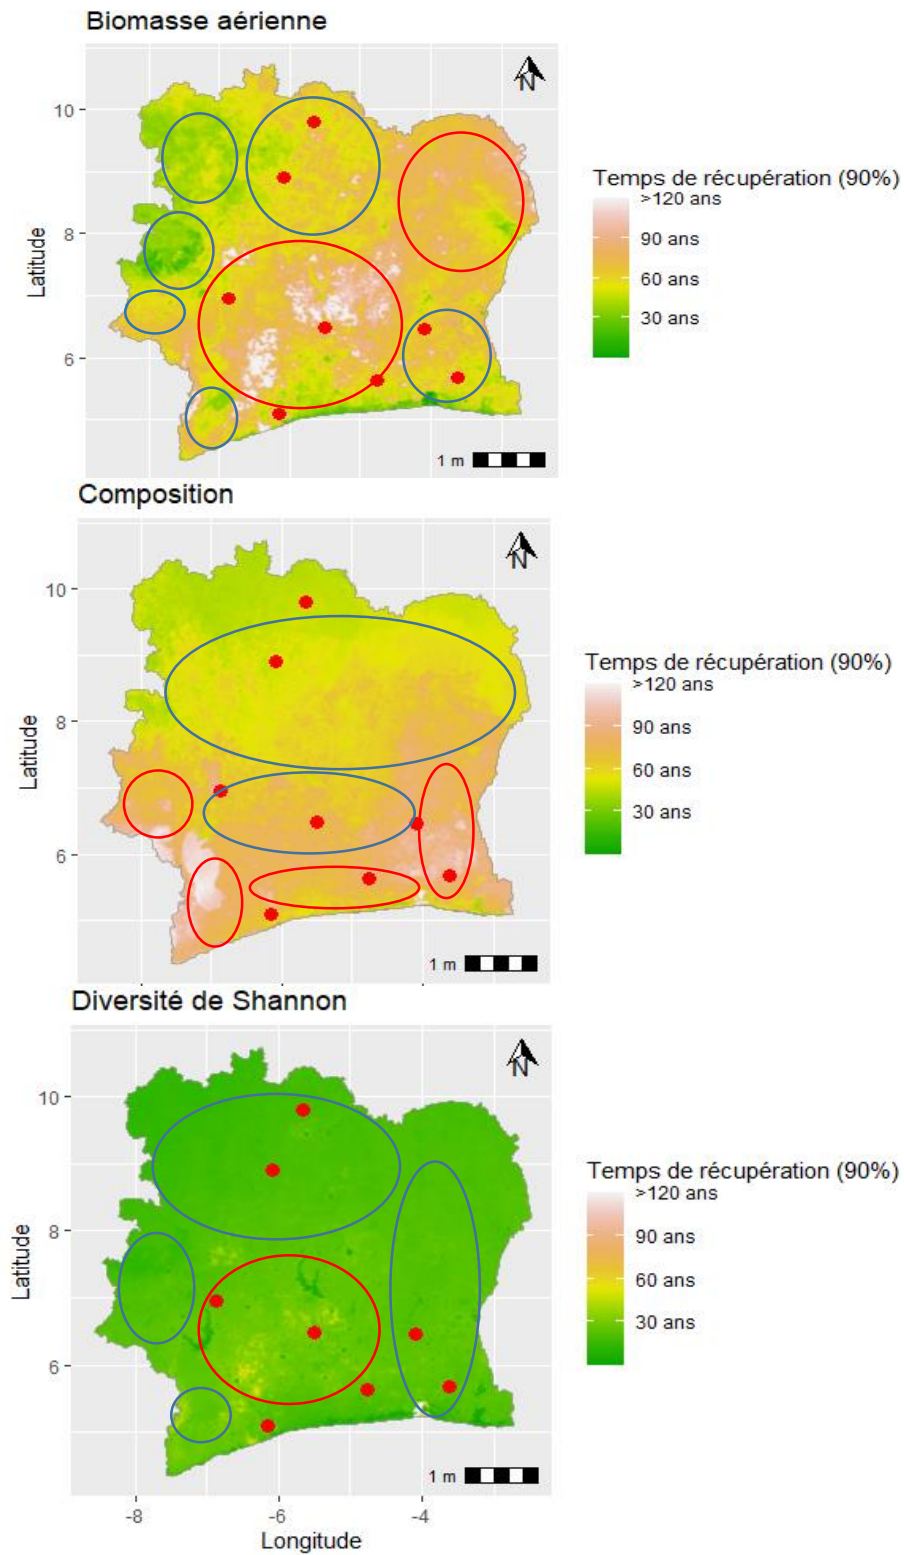 Biomasse aérienne
N
10
8
6
Latitude
1 m
Temps de récupération (90%)
>120 ans
90 ans
60 ans
30 ans
Composition
N
10
8
6
Latitude
1 m
Temps de récupération (90%)
>120 ans
90 ans
60 ans
30 ans
Diversité de Shannon
N
10
8
6
Latitude
1 m
-8
-6
-4
Longitude
Temps de récupération (90%)
>120 ans
90 ans
60 ans
30 ans